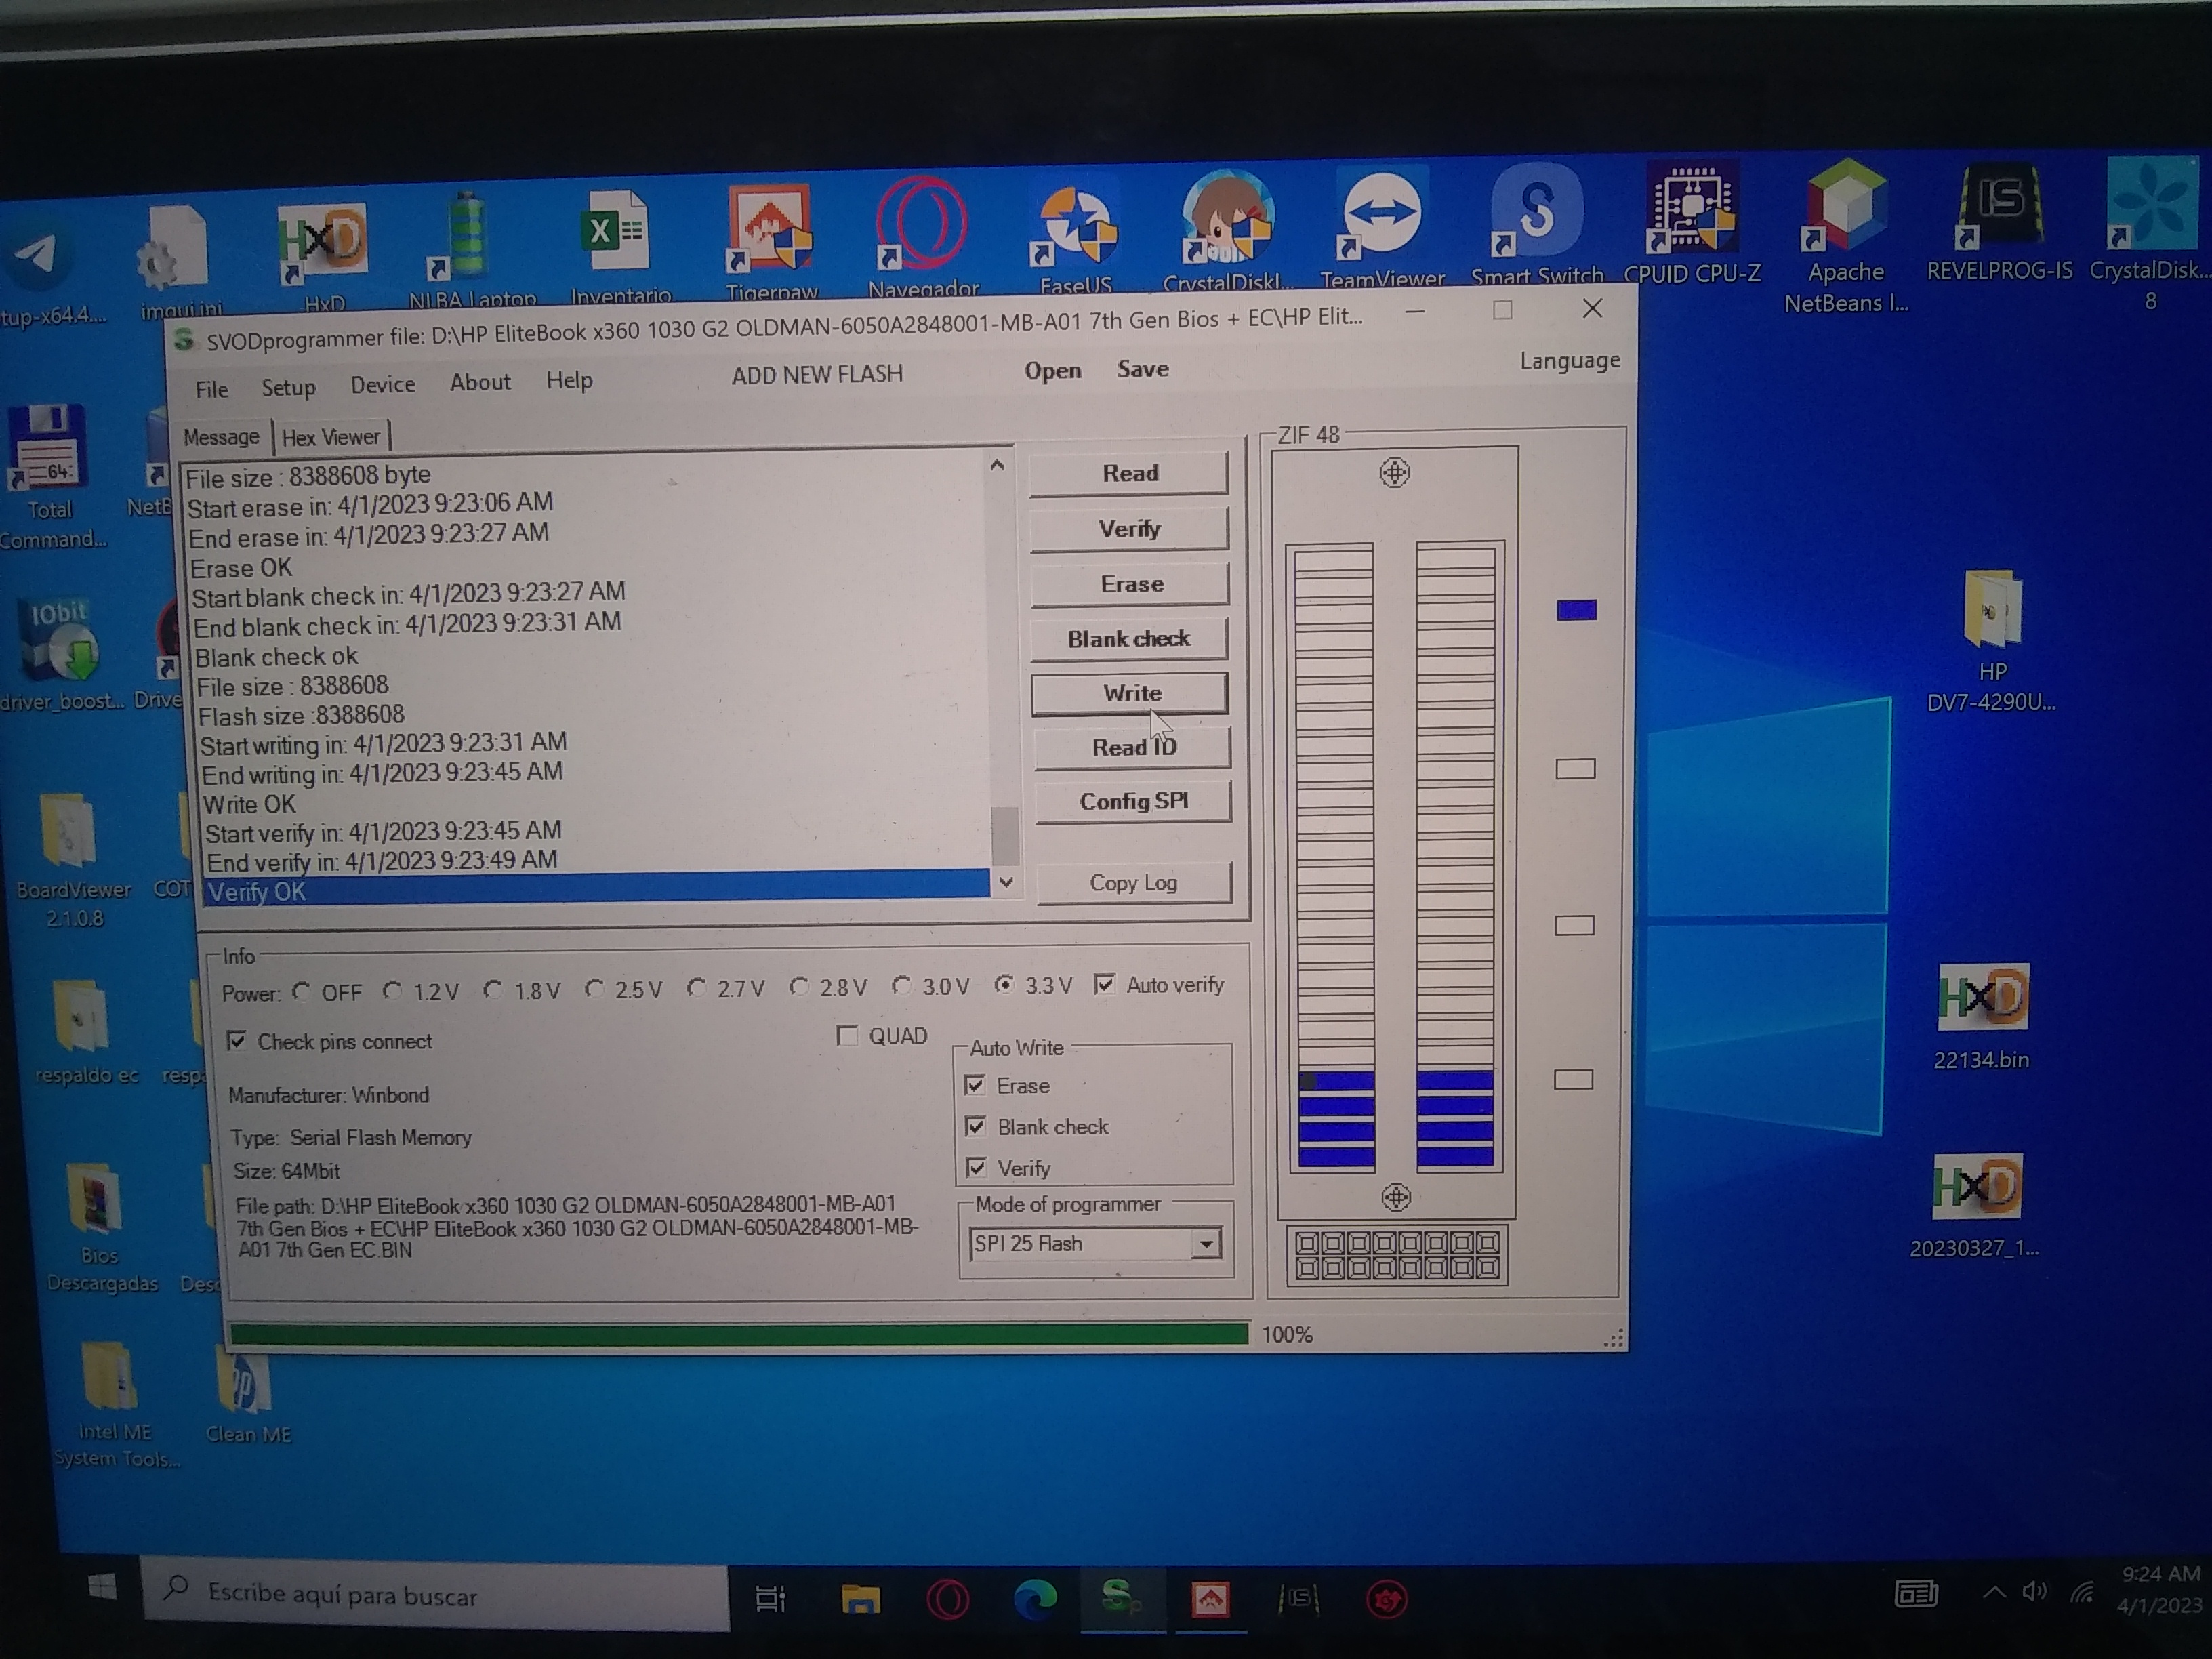 HxD
X
IS
tup-x64.4....
imgui.ini
HxD
NLBA Laptop
Inventario
Tigerpaw
Navegador
EaseUS
CrystalDiskI...
TeamViewer
Smart Switch
CPUID CPU-Z
Apache
NetBeans I...
REVELPROG-IS
CrystalDisk...
8
SVODprogrammer file: D:\HP EliteBook x360 1030 G2 OLDMAN-6050A2848001-MB-A01 7th Gen Bios + EC\HP Elit...
File Setup Device About Help ADD NEW FLASH Open Save Language
Message Hex Viewer
File size : 8388608 byte
Start erase in: 4/1/2023 9:23:06 AM
End erase in: 4/1/2023 9:23:27 AM
Erase OK
Start blank check in: 4/1/2023 9:23:27 AM
End blank check in: 4/1/2023 9:23:31 AM
Blank check ok
File size : 8388608
Flash size :8388608
Start writing in: 4/1/2023 9:23:31 AM
End writing in: 4/1/2023 9:23:45 AM
Write OK
Start verify in: 4/1/2023 9:23:45 AM
End verify in: 4/1/2023 9:23:49 AM
Verify OK
Read
Verify
Erase
Blank check
Write
Read ID
Config SPI
Copy Log
ZIF 48
Info
Power: OFF 1.2 V 1.8 V 2.5 V 2.7 V 2.8 V 3.0 V 3.3 V Auto verify
Check pins connect
QUAD
Manufacturer: Winbond
Type: Serial Flash Memory
Size: 64Mbit
File path: D:\HP EliteBook x360 1030 G2 OLDMAN-6050A2848001-MB-A01
7th Gen Bios + EC\HP EliteBook x360 1030 G2 OLDMAN-6050A2848001-MB-
A01 7th Gen EC.BIN
Auto Write
Erase
Blank check
Verify
Mode of programmer
SPI 25 Flash
100%
64
Total
Command...
NetB
IObit
driver_boost...
Drive
BoardViewer
2.1.0.8
COT
respaldo ec
resp
Bios
Descargadas
Desc
Intel ME
System Tools...
hp
Clean ME
HP
DV7-4290U...
HxD
22134.bin
HxD
20230327_1...
Escribe aquí para buscar
IS
9:24 AM
4/1/2023